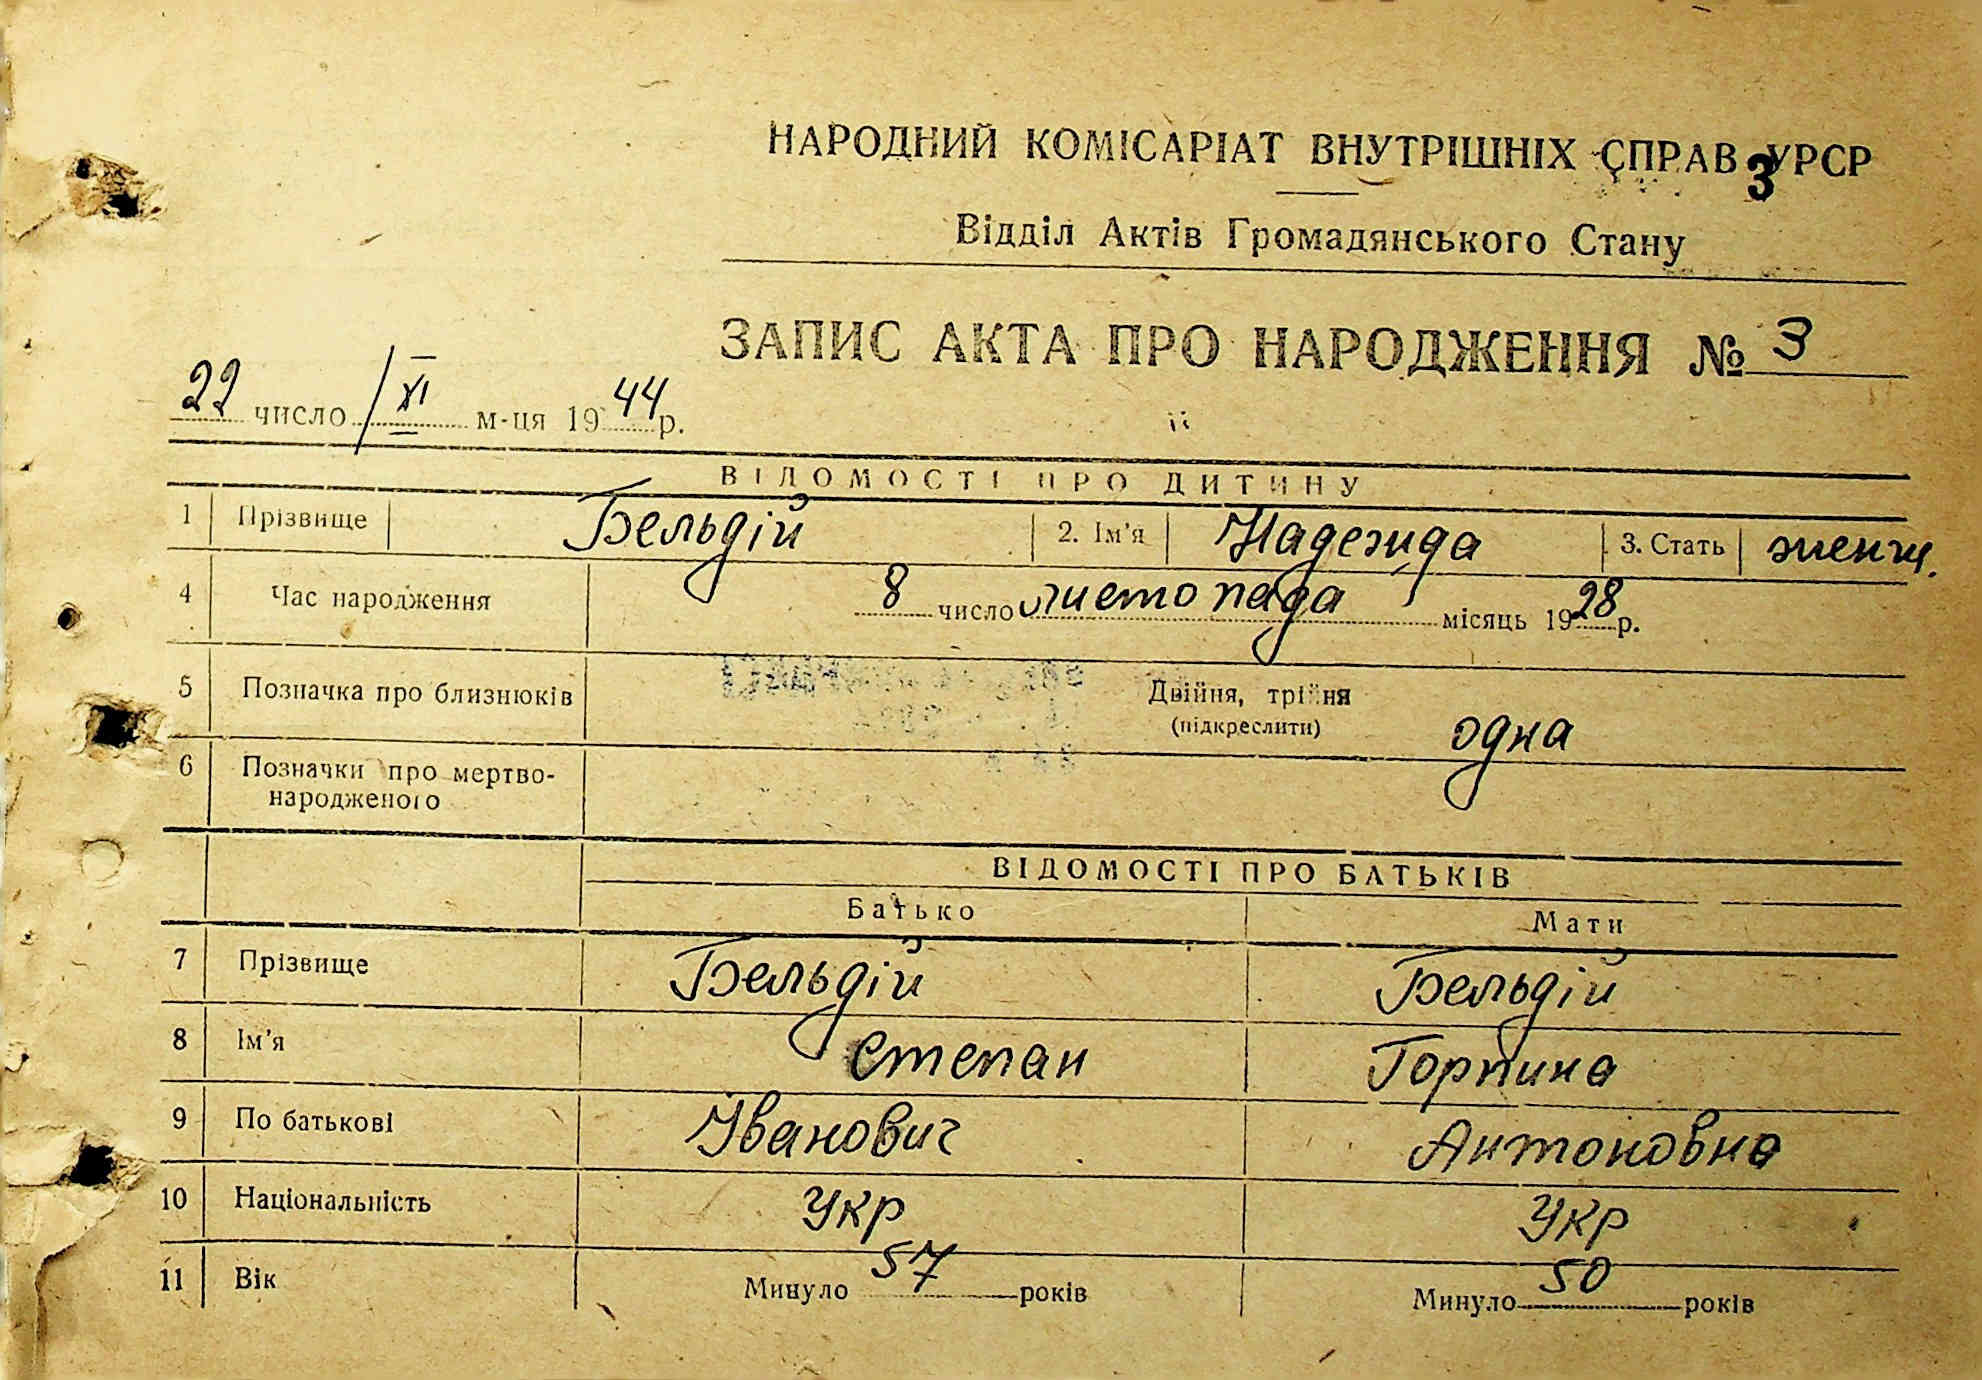 НАРОДНИЙ КОМІСАРІАТ ВНУТРІШНІХ СПРАВ УРСР
3
Відділ Актів Громадянського Стану
ЗАПИС АКТА ПРО НАРОДЖЕННЯ № 3
22 число XI м-ця 1944 р.
ВІДОМОСТІ ПРО ДИТИНУ
1 Прізвище Бельдій 2. Ім'я Надежда 3. Стать женщ.
4 Час народження 8 число листопада місяць 1928 р.
5 Позначка про близнюків Двійня, трійня
(підкреслити) одна
6 Позначки про мертво-
народженого
ВІДОМОСТІ ПРО БАТЬКІВ
Батько Мати
7 Прізвище Бельдій Бельдій
8 Ім'я Степан Горпина
9 По батькові Іванович Антоновна
10 Національність Укр Укр
11 Вік Минуло 57 років Минуло 50 років